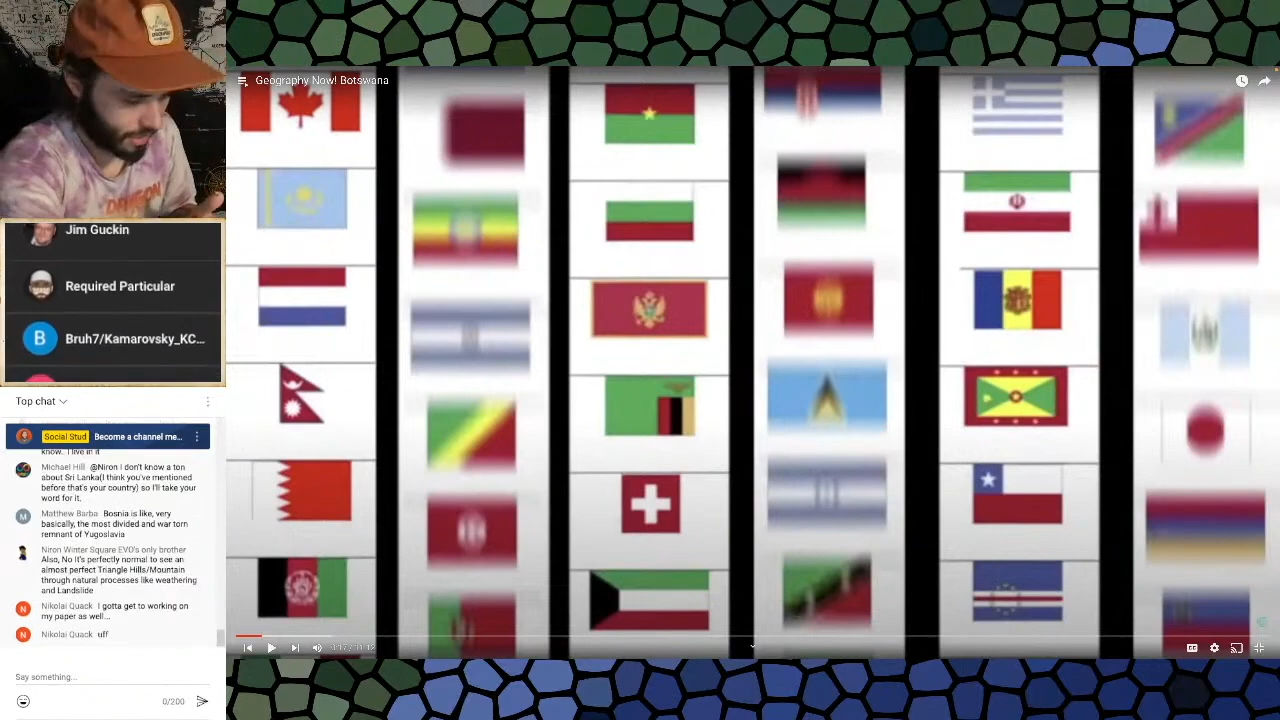 U.S.A
DRAGON
Geography Now! Botswana
Jim Guckin
Required Particular
Bruh7/Kamarovsky_KC...
Top chat
Social Stud Become a channel me...
know.. I live in it
Michael Hill @Niron I don't know a ton
about Sri Lanka(I think you've mentioned
before that's your country) so I'll take your
word for it.
Matthew Barba Bosnia is like, very
basically, the most divided and war torn
remnant of Yugoslavia
Niron Winter Square EVO's only brother
Also, No It's perfectly normal to see an
almost perfect Triangle Hills/Mountain
through natural processes like weathering
and Landslide
Nikolai Quack I gotta get to working on
my paper as well...
Nikolai Quack uff
Say something...
0/200